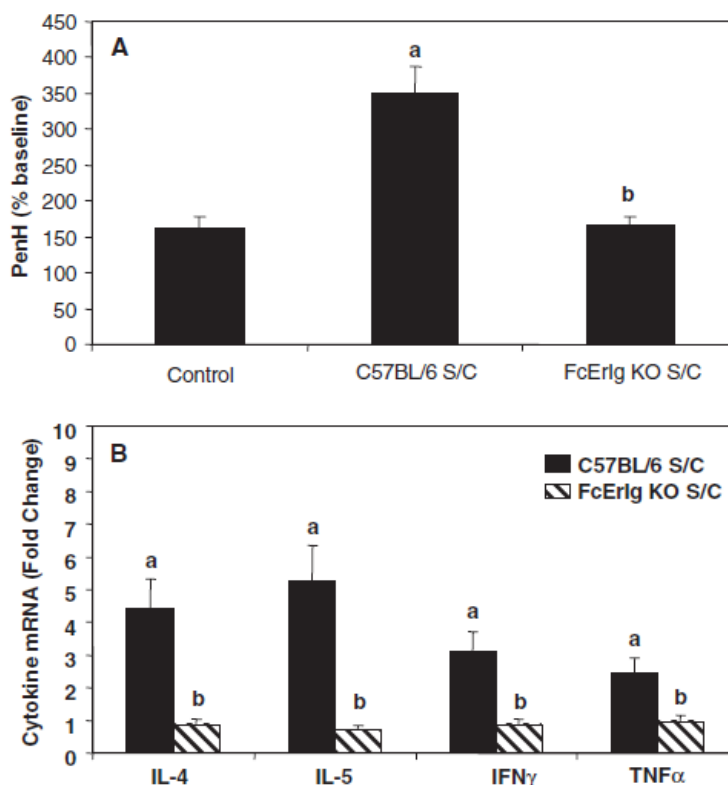 A
PenH (% baseline)
450
400
350
300
250
200
150
100
50
0
a
b
Control
C57BL/6 S/C
FcErIg KO S/C
B
Cytokine mRNA (Fold Change)
10
9
8
7
6
5
4
3
2
1
0
C57BL/6 S/C
FcErIg KO S/C
a
b
a
b
a
b
a
b
IL-4
IL-5
IFNγ
TNFα